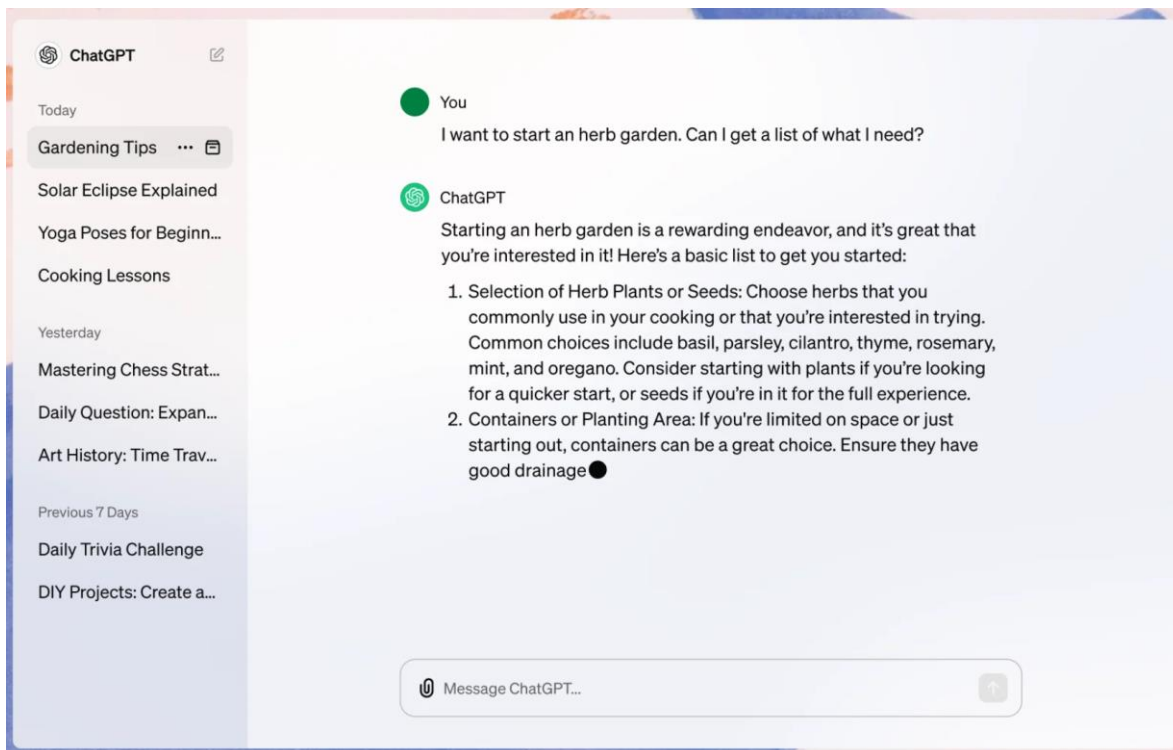 ChatGPT
Today
Gardening Tips
Solar Eclipse Explained
Yoga Poses for Beginn...
Cooking Lessons
Yesterday
Mastering Chess Strat...
Daily Question: Expan...
Art History: Time Trav...
Previous 7 Days
Daily Trivia Challenge
DIY Projects: Create a...
You
I want to start an herb garden. Can I get a list of what I need?
ChatGPT
Starting an herb garden is a rewarding endeavor, and it’s great that
you’re interested in it! Here’s a basic list to get you started:
1. Selection of Herb Plants or Seeds: Choose herbs that you
commonly use in your cooking or that you’re interested in trying.
Common choices include basil, parsley, cilantro, thyme, rosemary,
mint, and oregano. Consider starting with plants if you’re looking
for a quicker start, or seeds if you’re in it for the full experience.
2. Containers or Planting Area: If you're limited on space or just
starting out, containers can be a great choice. Ensure they have
good drainage
Message ChatGPT...